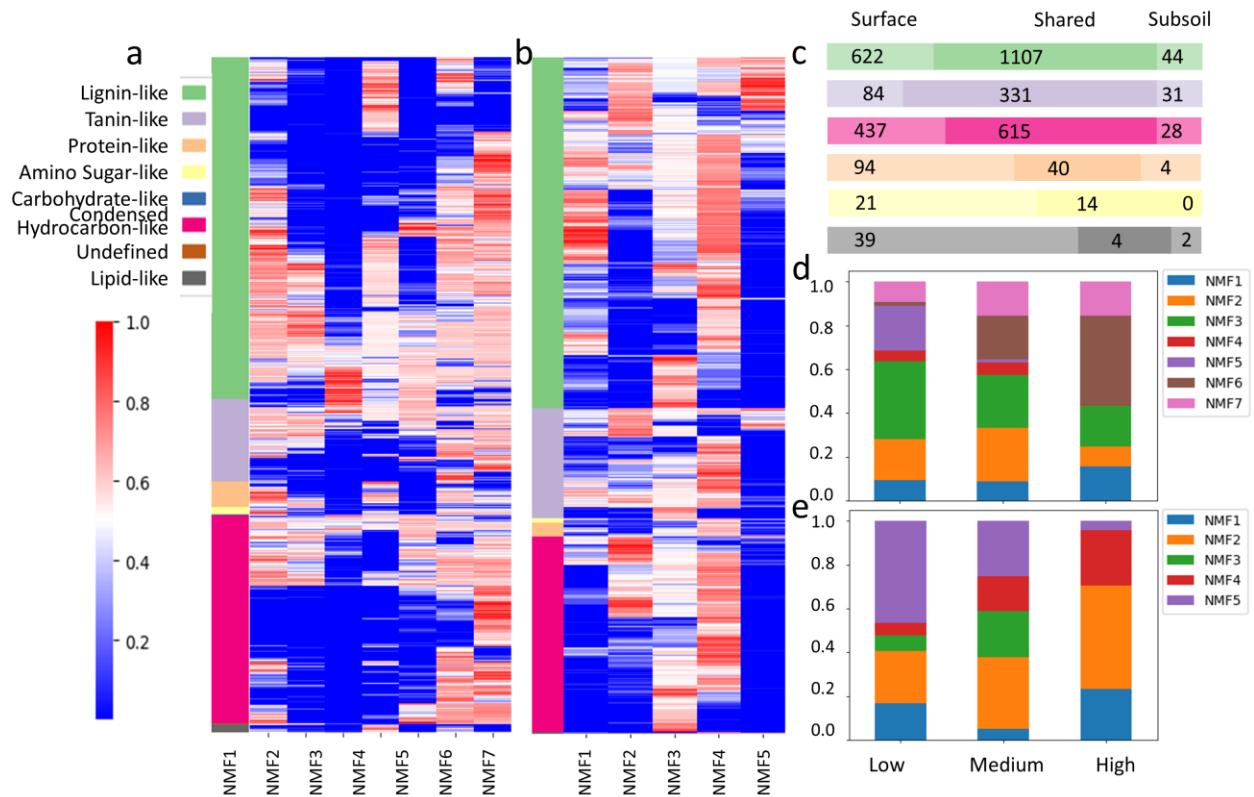 a
b
c
Surface Shared Subsoil
622 1107 44
84 331 31
437 615 28
94 40 4
21 14 0
39 4 2
Lignin-like
Tanin-like
Protein-like
Amino Sugar-like
Carbohydrate-like
Condensed
Hydrocarbon-like
Undefined
Lipid-like
1.0
0.8
0.6
0.4
0.2
NMF1
NMF2
NMF3
NMF4
NMF5
NMF6
NMF7
NMF1
NMF2
NMF3
NMF4
NMF5
d
1.0
0.8
0.6
0.4
0.2
0.0
NMF1
NMF2
NMF3
NMF4
NMF5
NMF6
NMF7
e
1.0
0.8
0.6
0.4
0.2
0.0
NMF1
NMF2
NMF3
NMF4
NMF5
Low Medium High